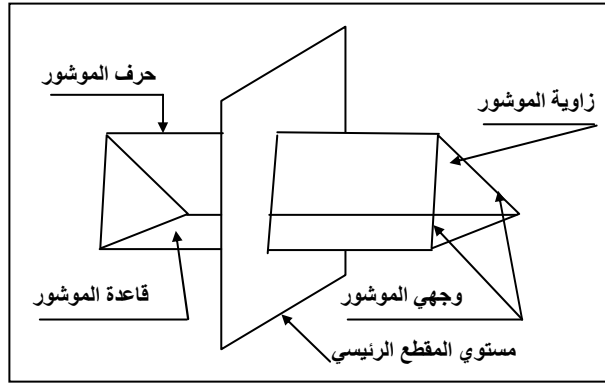 حرف الموشور
زاوية الموشور
قاعدة الموشور
وجهي الموشور
مستوي المقطع الرئيسي